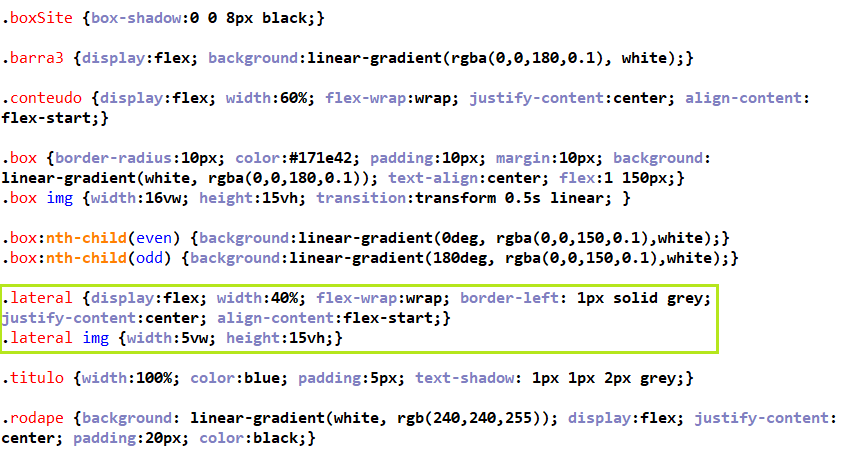 .boxSite {box-shadow:0 0 8px black;}
.barra3 {display:flex; background:linear-gradient(rgba(0,0,180,0.1), white);}
.conteudo {display:flex; width:60%; flex-wrap:wrap; justify-content:center; align-content:
flex-start;}
.box {border-radius:10px; color:#171e42; padding:10px; margin:10px; background:
linear-gradient(white, rgba(0,0,180,0.1)); text-align:center; flex:1 150px;}
.box img {width:16vw; height:15vh; transition:transform 0.5s linear; }
.box:nth-child(even) {background:linear-gradient(0deg, rgba(0,0,150,0.1),white);}
.box:nth-child(odd) {background:linear-gradient(180deg, rgba(0,0,150,0.1),white);}
.lateral {display:flex; width:40%; flex-wrap:wrap; border-left: 1px solid grey;
justify-content:center; align-content:flex-start;}
.lateral img {width:5vw; height:15vh;}
.titulo {width:100%; color:blue; padding:5px; text-shadow: 1px 1px 2px grey;}
.rodape {background: linear-gradient(white, rgb(240,240,255)); display:flex; justify-content:
center; padding:20px; color:black;}